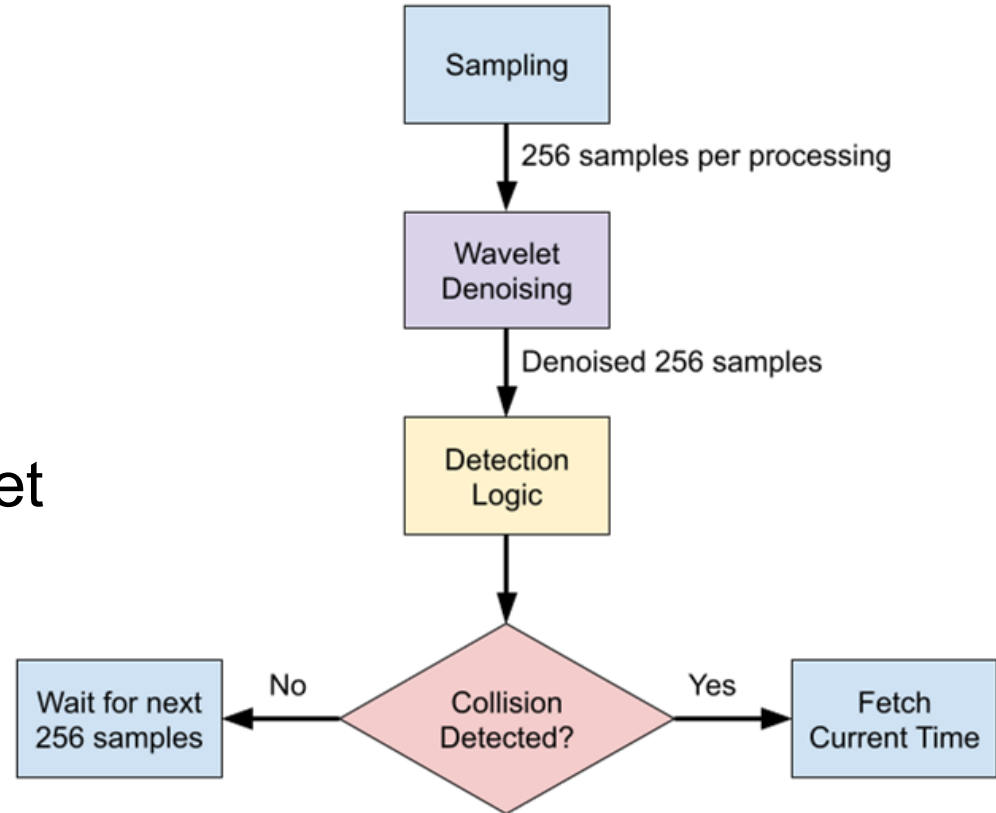 Sampling
256 samples per processing
Wavelet
Denoising
Denoised 256 samples
Detection
Logic
et
No
Yes
Wait for next
256 samples
Collision
Detected?
Fetch
Current Time